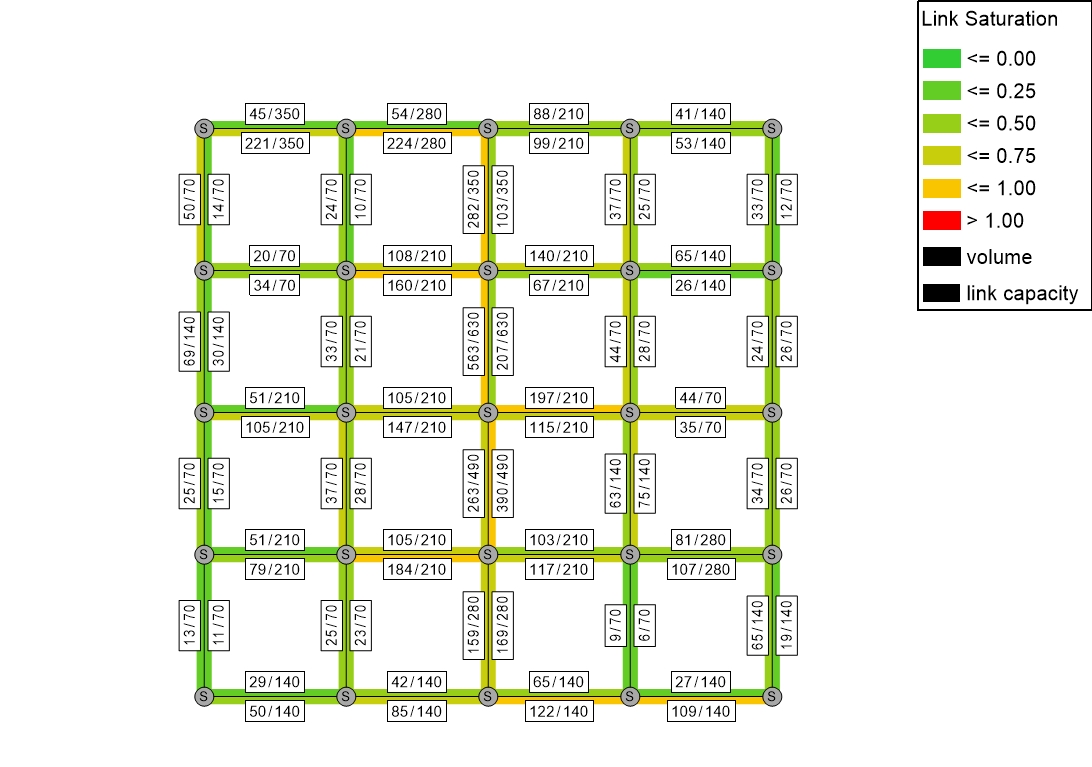 Link Saturation
<= 0.00
<= 0.25
<= 0.50
<= 0.75
<= 1.00
> 1.00
volume
link capacity
45/350 54/280 88/210 41/140
S S S S S
221/350 224/280 99/210 53/140
50/70 14/70 24/70 10/70 282/350 103/350 37/70 25/70 33/70 12/70
20/70 108/210 140/210 65/140
S S S S S
34/70 160/210 67/210 26/140
69/140 30/140 33/70 21/70 563/630 207/630 44/70 28/70 24/70 26/70
51/210 105/210 197/210 44/70
S S S S S
105/210 147/210 115/210 35/70
25/70 15/70 37/70 28/70 263/490 390/490 63/140 75/140 34/70 26/70
51/210 105/210 103/210 81/280
S S S S S
79/210 184/210 117/210 107/280
13/70 11/70 25/70 23/70 159/280 169/280 9/70 6/70 65/140 19/140
29/140 42/140 65/140 27/140
S S S S S
50/140 85/140 122/140 109/140